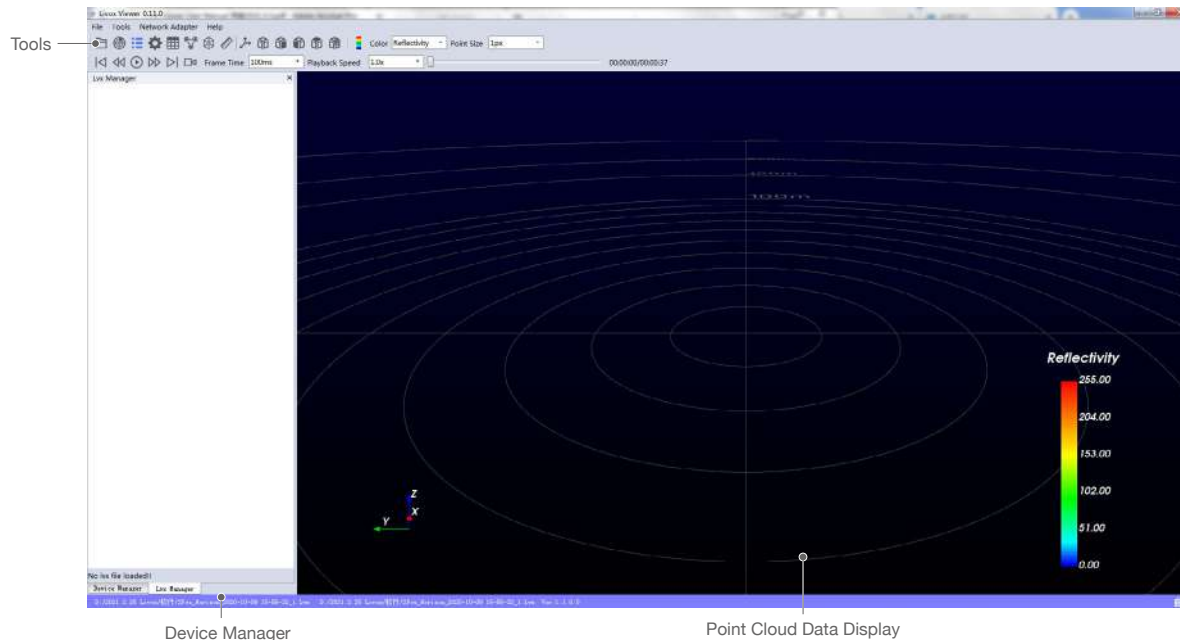 Livox Viewer 0.11.0
File Tools Network Adapter Help
Tools
Color Reflectivity Point Size 1px
Frame Time 100ms Playback Speed 1.0x 00:00:00/00:00:37
Lvx Manager
100m
Reflectivity
255.00
204.00
153.00
102.00
51.00
0.00
Z
X
Y
No lvx file loaded!!
Device Manager Lvx Manager
Device Manager
Point Cloud Data Display